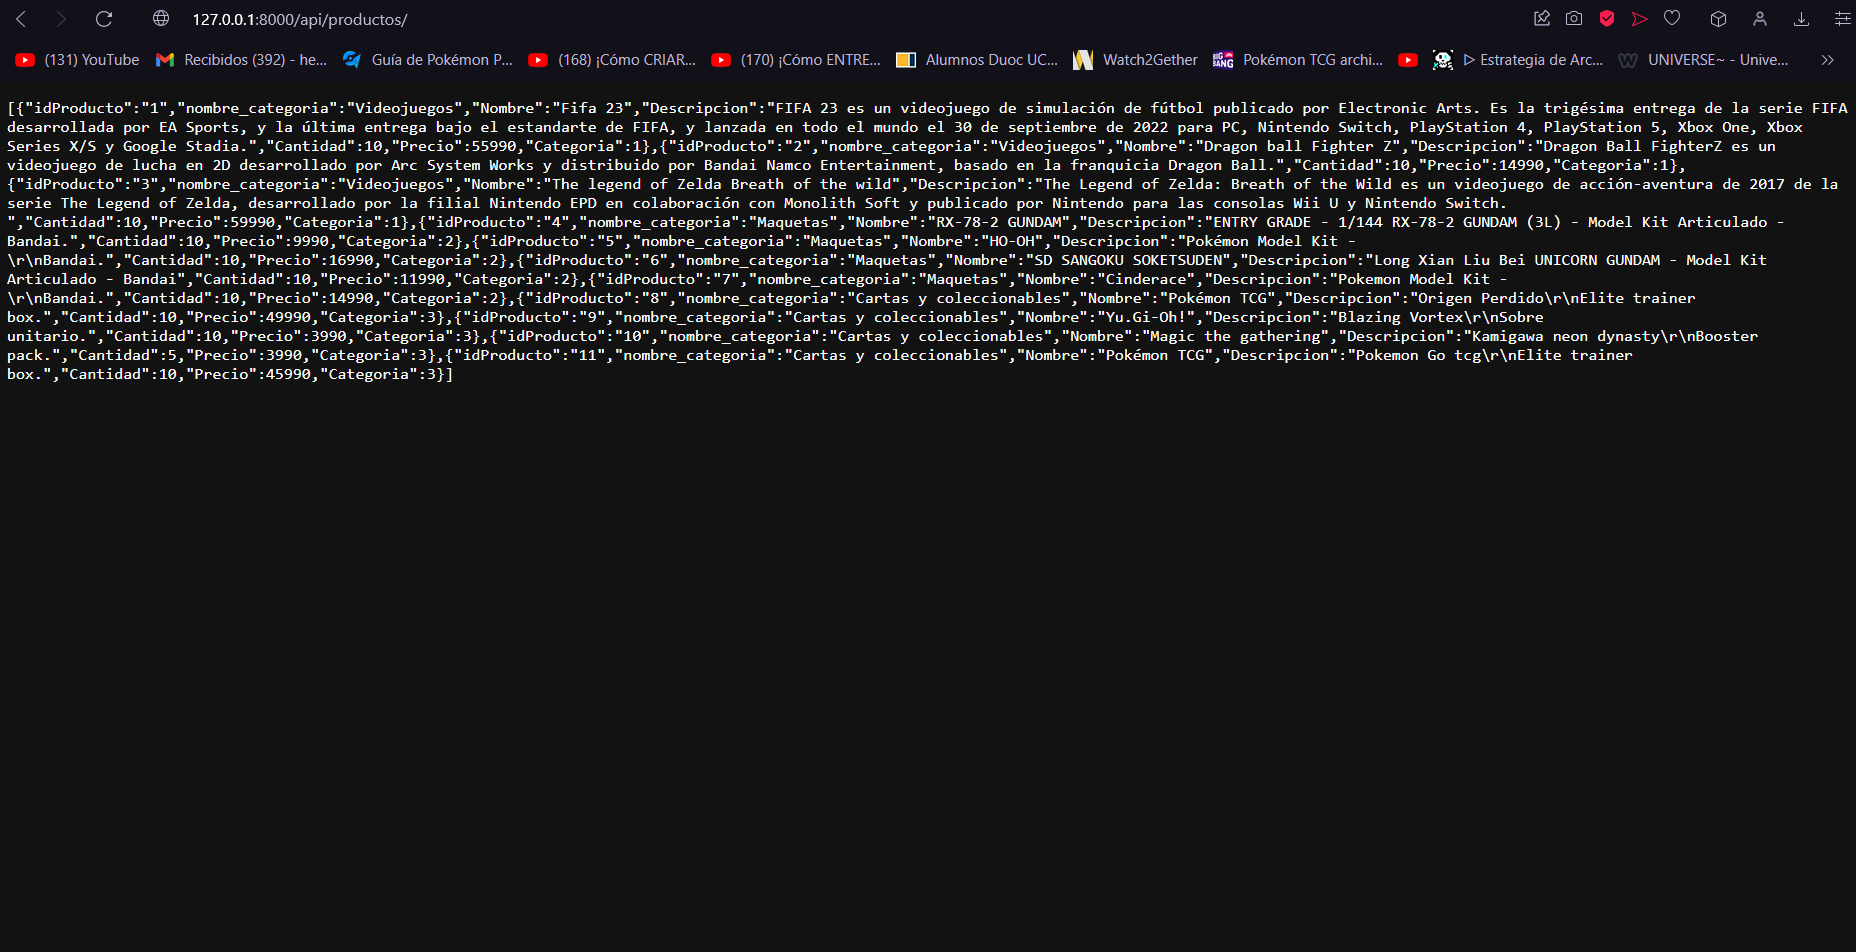 127.0.0.1:8000/api/productos/
(131) YouTube Recibidos (392) - he... Guía de Pokémon P... (168) ¡Cómo CRIAR... (170) ¡Cómo ENTRE... Alumnos Duoc UC... Watch2Gether BIG BANG Pokémon TCG archi... ▷ Estrategia de Arc... UNIVERSE~ - Unive...
[{"idProducto":"1","nombre_categoria":"Videojuegos","Nombre":"Fifa 23","Descripcion":"FIFA 23 es un videojuego de simulación de fútbol publicado por Electronic Arts. Es la trigésima entrega de la serie FIFA
desarrollada por EA Sports, y la última entrega bajo el estandarte de FIFA, y lanzada en todo el mundo el 30 de septiembre de 2022 para PC, Nintendo Switch, PlayStation 4, PlayStation 5, Xbox One, Xbox
Series X/S y Google Stadia.","Cantidad":10,"Precio":55990,"Categoria":1},{"idProducto":"2","nombre_categoria":"Videojuegos","Nombre":"Dragon ball Fighter Z","Descripcion":"Dragon Ball FighterZ es un
videojuego de lucha en 2D desarrollado por Arc System Works y distribuido por Bandai Namco Entertainment, basado en la franquicia Dragon Ball.","Cantidad":10,"Precio":14990,"Categoria":1},
{"idProducto":"3","nombre_categoria":"Videojuegos","Nombre":"The legend of Zelda Breath of the wild","Descripcion":"The Legend of Zelda: Breath of the Wild es un videojuego de acción-aventura de 2017 de la
serie The Legend of Zelda, desarrollado por la filial Nintendo EPD en colaboración con Monolith Soft y publicado por Nintendo para las consolas Wii U y Nintendo Switch.
","Cantidad":10,"Precio":59990,"Categoria":1},{"idProducto":"4","nombre_categoria":"Maquetas","Nombre":"RX-78-2 GUNDAM","Descripcion":"ENTRY GRADE - 1/144 RX-78-2 GUNDAM (3L) - Model Kit Articulado -
Bandai.","Cantidad":10,"Precio":9990,"Categoria":2},{"idProducto":"5","nombre_categoria":"Maquetas","Nombre":"HO-OH","Descripcion":"Pokémon Model Kit -
\r\nBandai.","Cantidad":10,"Precio":16990,"Categoria":2},{"idProducto":"6","nombre_categoria":"Maquetas","Nombre":"SD SANGOKU SOKETSUDEN","Descripcion":"Long Xian Liu Bei UNICORN GUNDAM - Model Kit
Articulado - Bandai","Cantidad":10,"Precio":11990,"Categoria":2},{"idProducto":"7","nombre_categoria":"Maquetas","Nombre":"Cinderace","Descripcion":"Pokemon Model Kit -
\r\nBandai.","Cantidad":10,"Precio":14990,"Categoria":2},{"idProducto":"8","nombre_categoria":"Cartas y coleccionables","Nombre":"Pokémon TCG","Descripcion":"Origen Perdido\r\nElite trainer
box.","Cantidad":10,"Precio":49990,"Categoria":3},{"idProducto":"9","nombre_categoria":"Cartas y coleccionables","Nombre":"Yu.Gi-Oh!","Descripcion":"Blazing Vortex\r\nSobre
unitario.","Cantidad":10,"Precio":3990,"Categoria":3},{"idProducto":"10","nombre_categoria":"Cartas y coleccionables","Nombre":"Magic the gathering","Descripcion":"Kamigawa neon dynasty\r\nBooster
pack.","Cantidad":5,"Precio":3990,"Categoria":3},{"idProducto":"11","nombre_categoria":"Cartas y coleccionables","Nombre":"Pokémon TCG","Descripcion":"Pokemon Go tcg\r\nElite trainer
box.","Cantidad":10,"Precio":45990,"Categoria":3}]